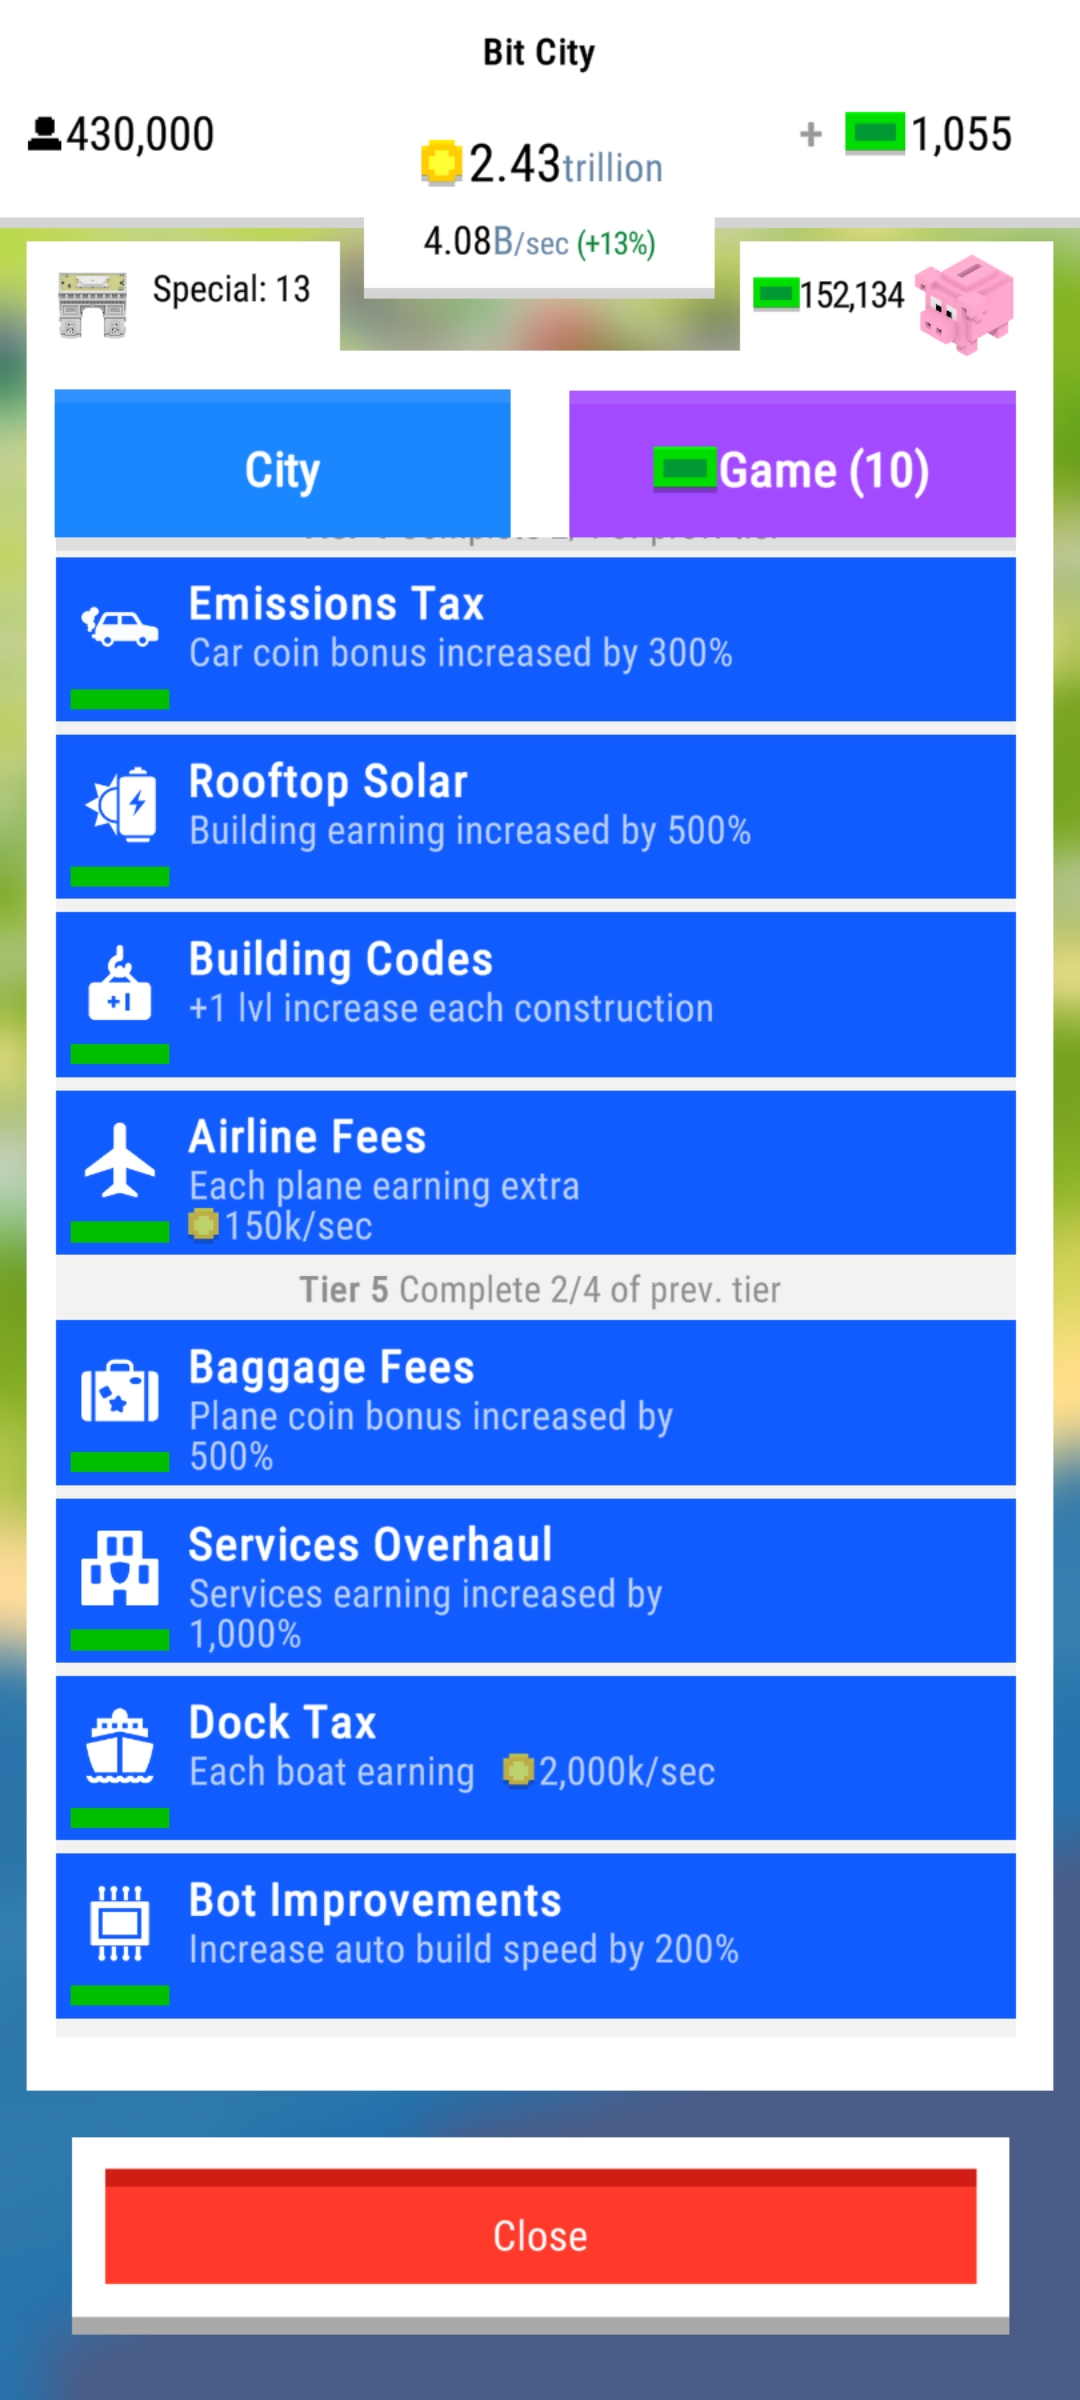 Bit City
430,000
2.43trillion
1,055
4.08B/sec (+13%)
Special: 13
152,134
City
Game (10)
Emissions Tax
Car coin bonus increased by 300%
Rooftop Solar
Building earning increased by 500%
+1
Building Codes
+1 lvl increase each construction
Airline Fees
Each plane earning extra
150k/sec
Tier 5 Complete 2/4 of prev. tier
Baggage Fees
Plane coin bonus increased by
500%
Services Overhaul
Services earning increased by
1,000%
Dock Tax
Each boat earning 2,000k/sec
Bot Improvements
Increase auto build speed by 200%
Close